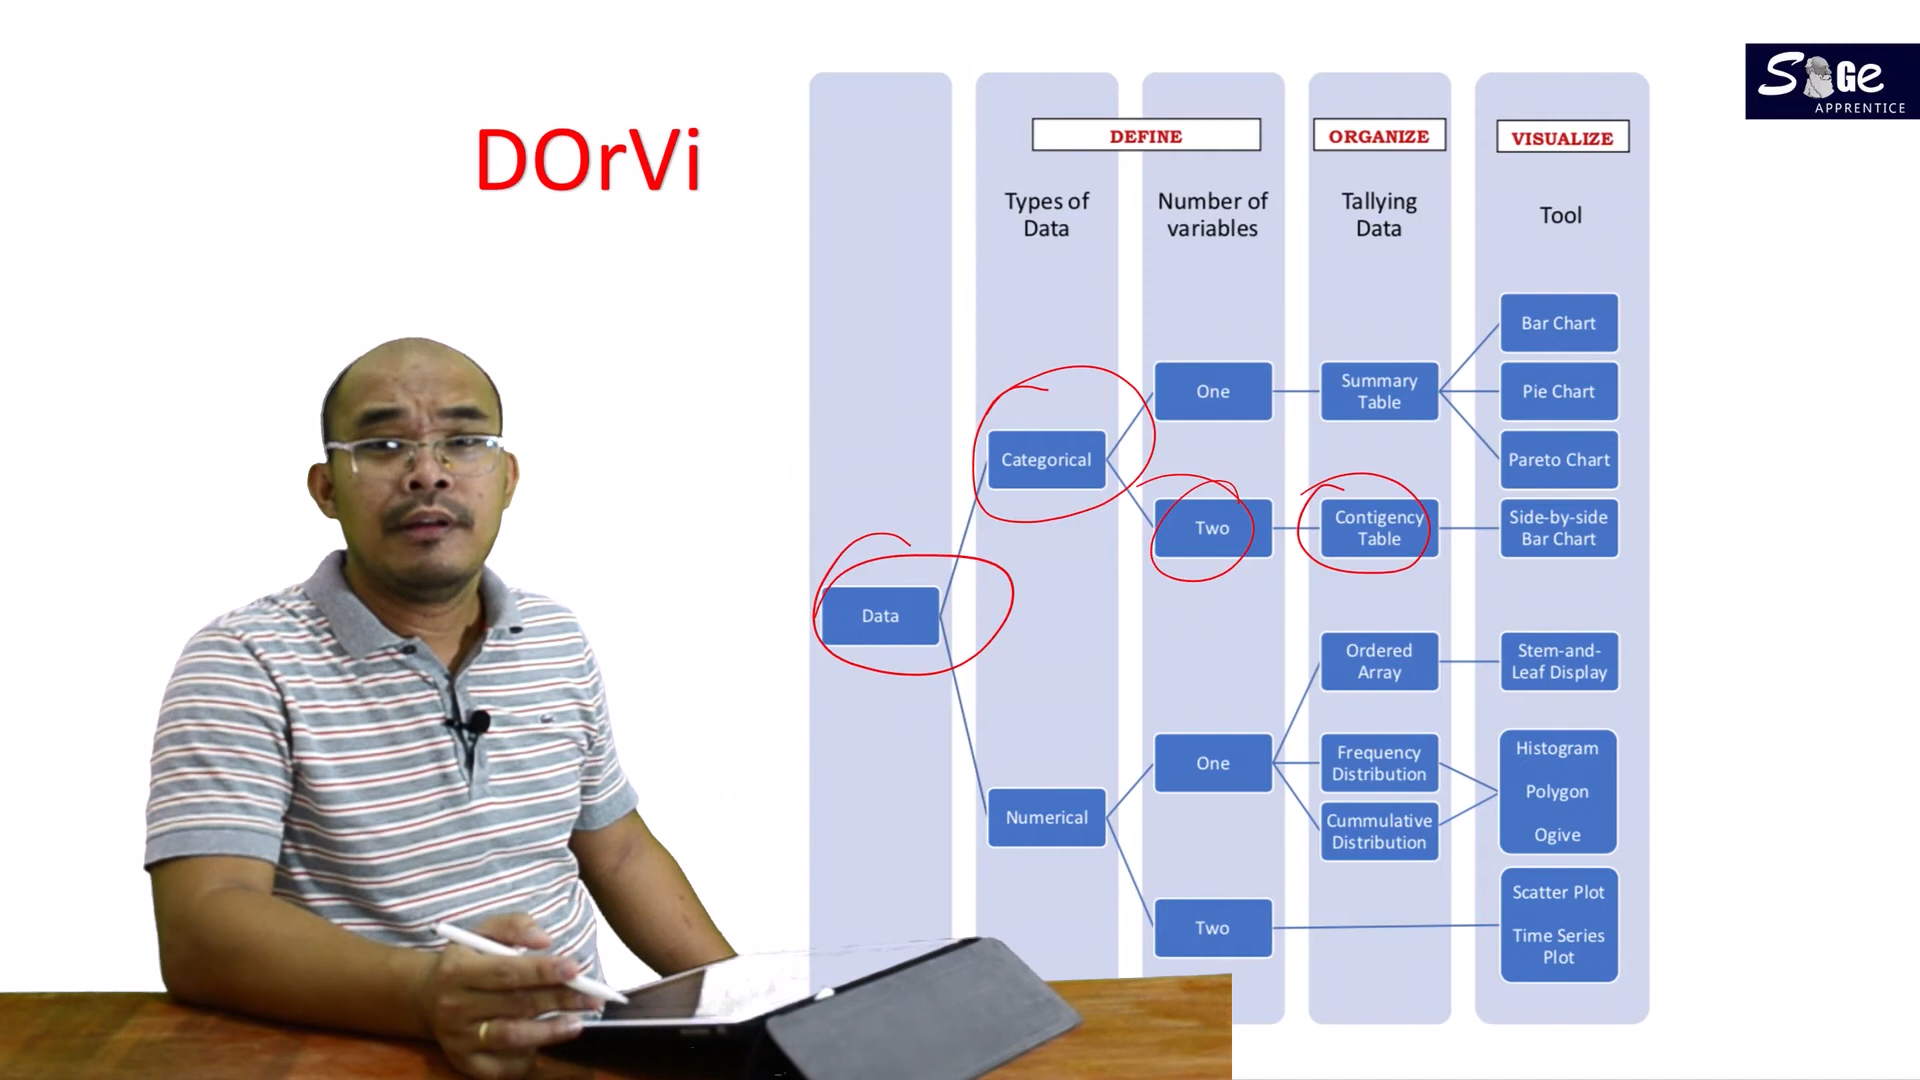 SAGe
APPRENTICE
DOrVi
DEFINE
ORGANIZE
VISUALIZE
Types of
Data
Number of
variables
Tallying
Data
Tool
Data
Categorical
Numerical
One
Two
One
Two
Summary
Table
Contigency
Table
Ordered
Array
Frequency
Distribution
Cummulative
Distribution
Bar Chart
Pie Chart
Pareto Chart
Side-by-side
Bar Chart
Stem-and-
Leaf Display
Histogram
Polygon
Ogive
Scatter Plot
Time Series
Plot